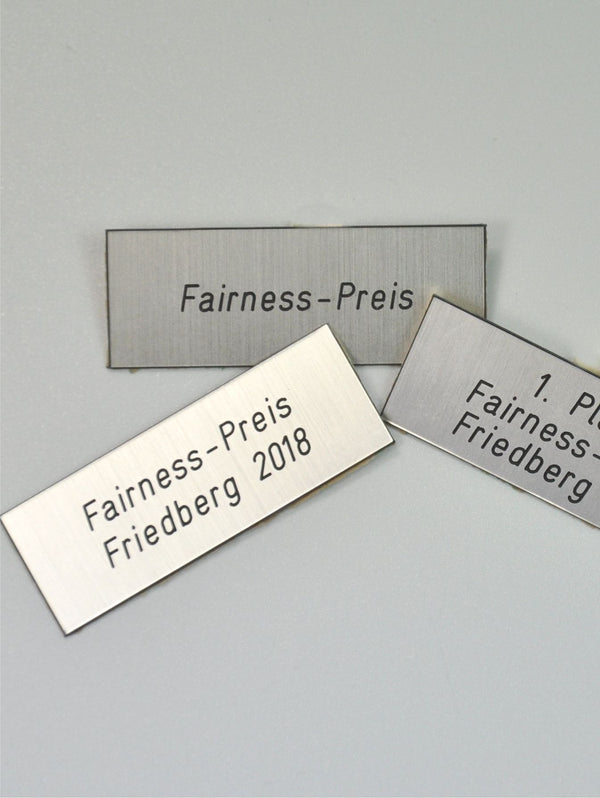 Fairness-Preis
Fairness-Preis
Friedberg 2018
1.
Fairness-
Friedberg